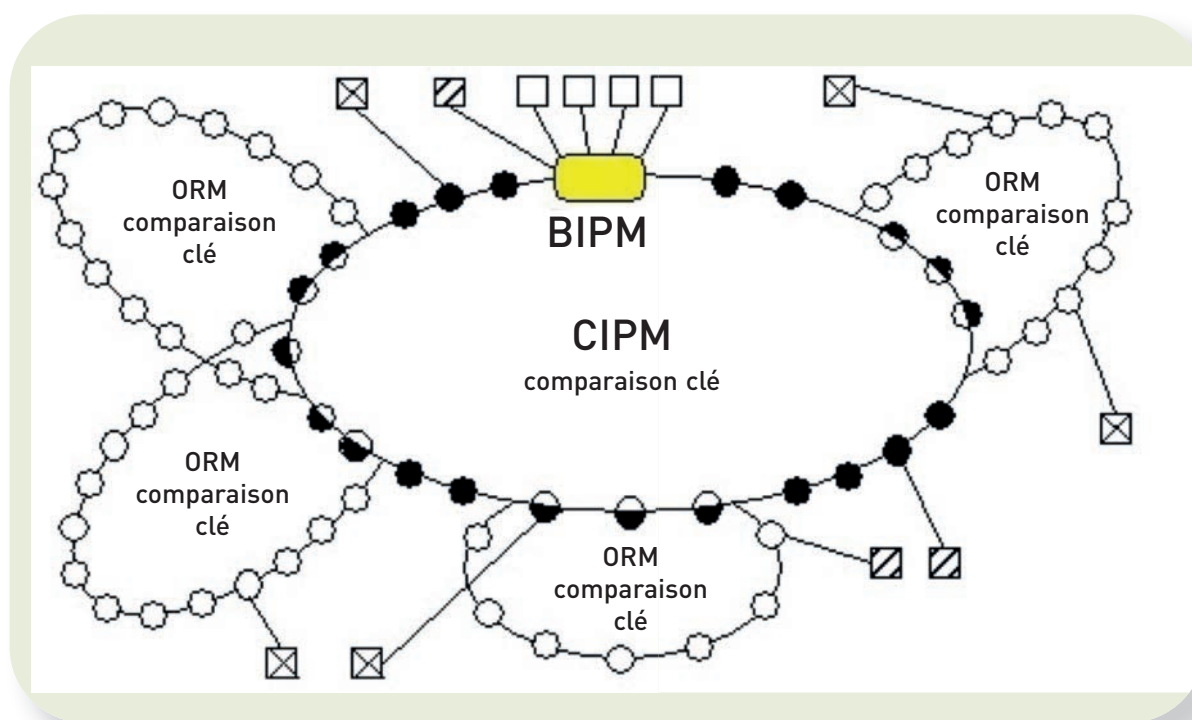 ORM
comparaison
clé
ORM
comparaison
clé
BIPM
CIPM
comparaison clé
ORM
comparaison
clé
ORM
comparaison
clé